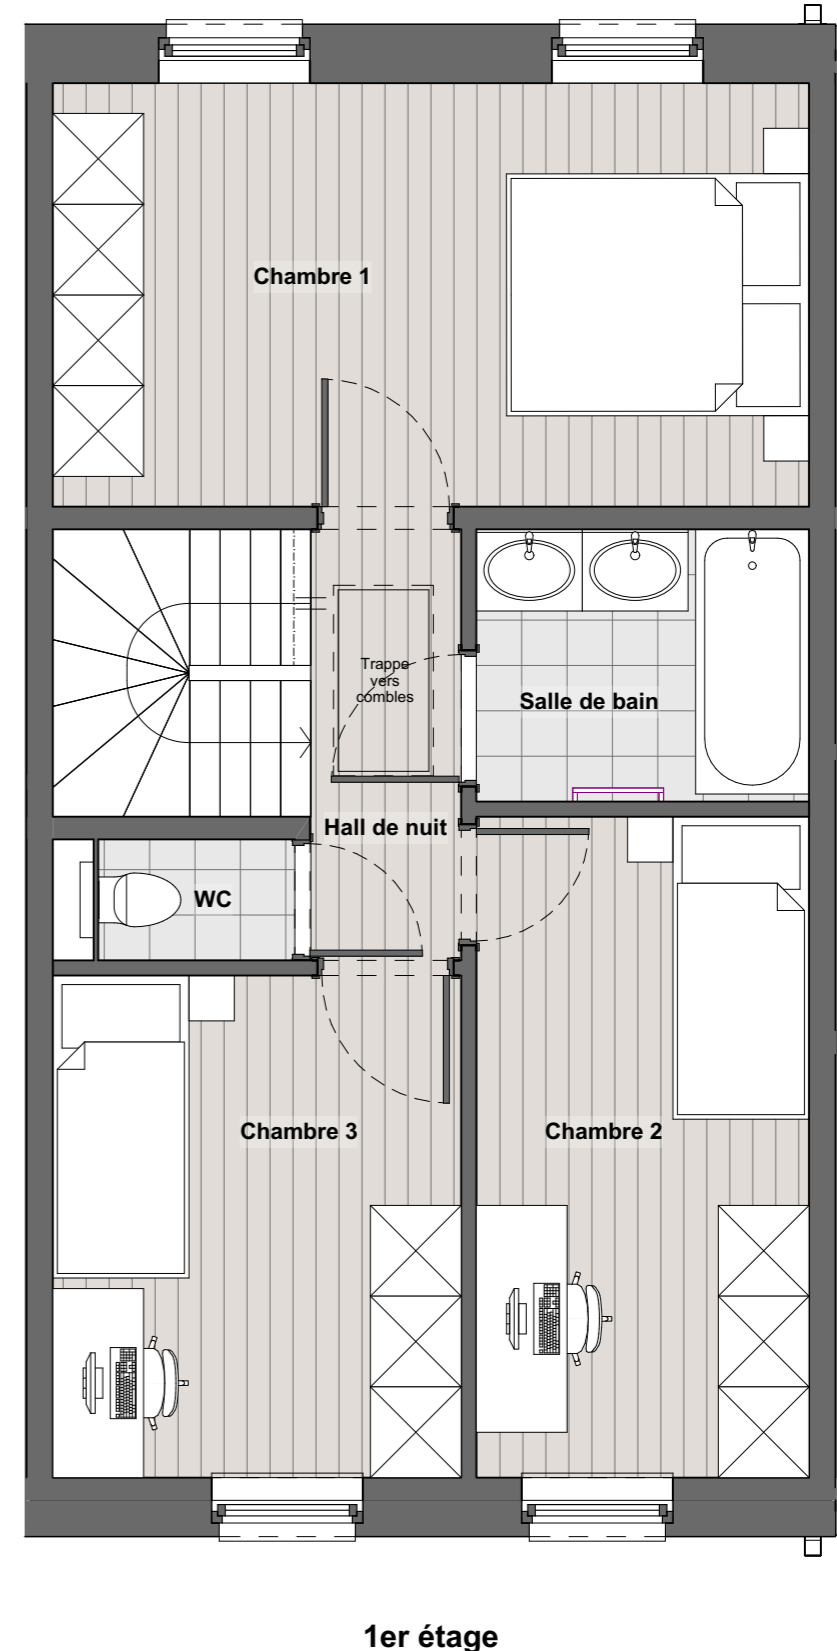 Chambre 1
Trappe
vers
combles
Salle de bain
Hall de nuit
WC
Chambre 3
Chambre 2
1er étage